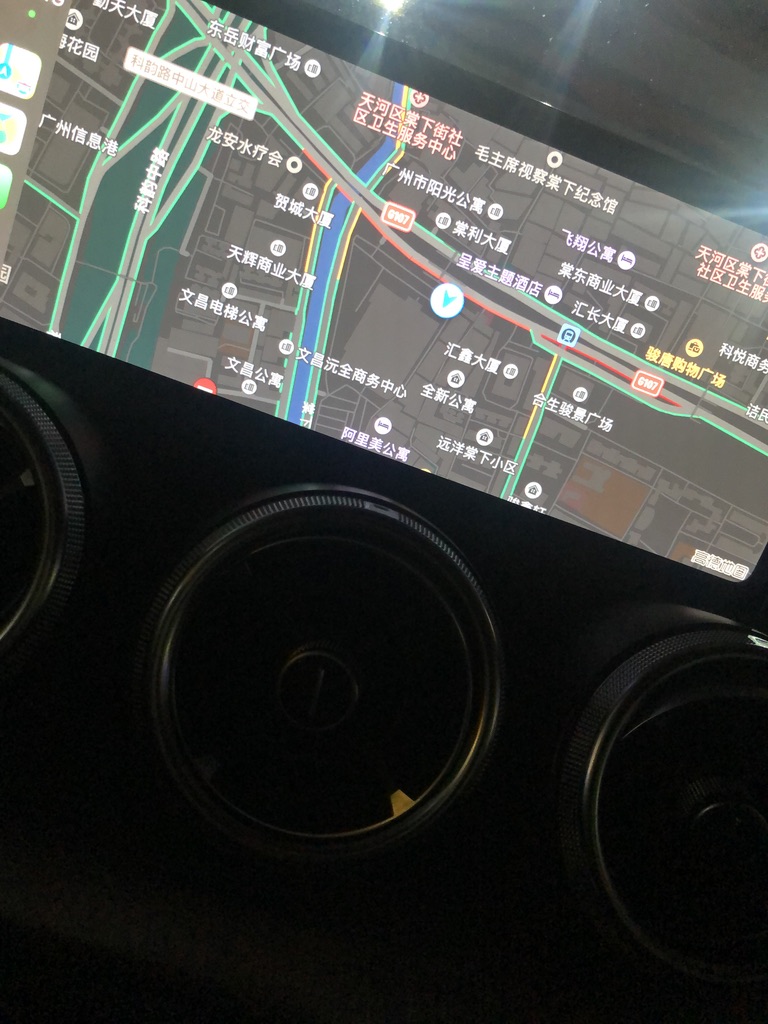 勤天大厦
东岳财富广场
海花园
科韵路中山大道立交
天河区棠下街社
区卫生服务中心
毛主席视察棠下纪念馆
广州信息港
龙安水疗会
广州市阳光公寓
贺城大厦
G107
棠利大厦
飞翔公寓
天河区棠下
社区卫生服务
天辉商业大厦
呈爱主题酒店
棠东商业大厦
文昌电梯公寓
汇长大厦
汇鑫大厦
骏唐购物广场
科悦商务
文昌公寓
文昌沅全商务中心
全新公寓
G107
合生骏景广场
阿里美公寓
远洋棠下小区
高德地图